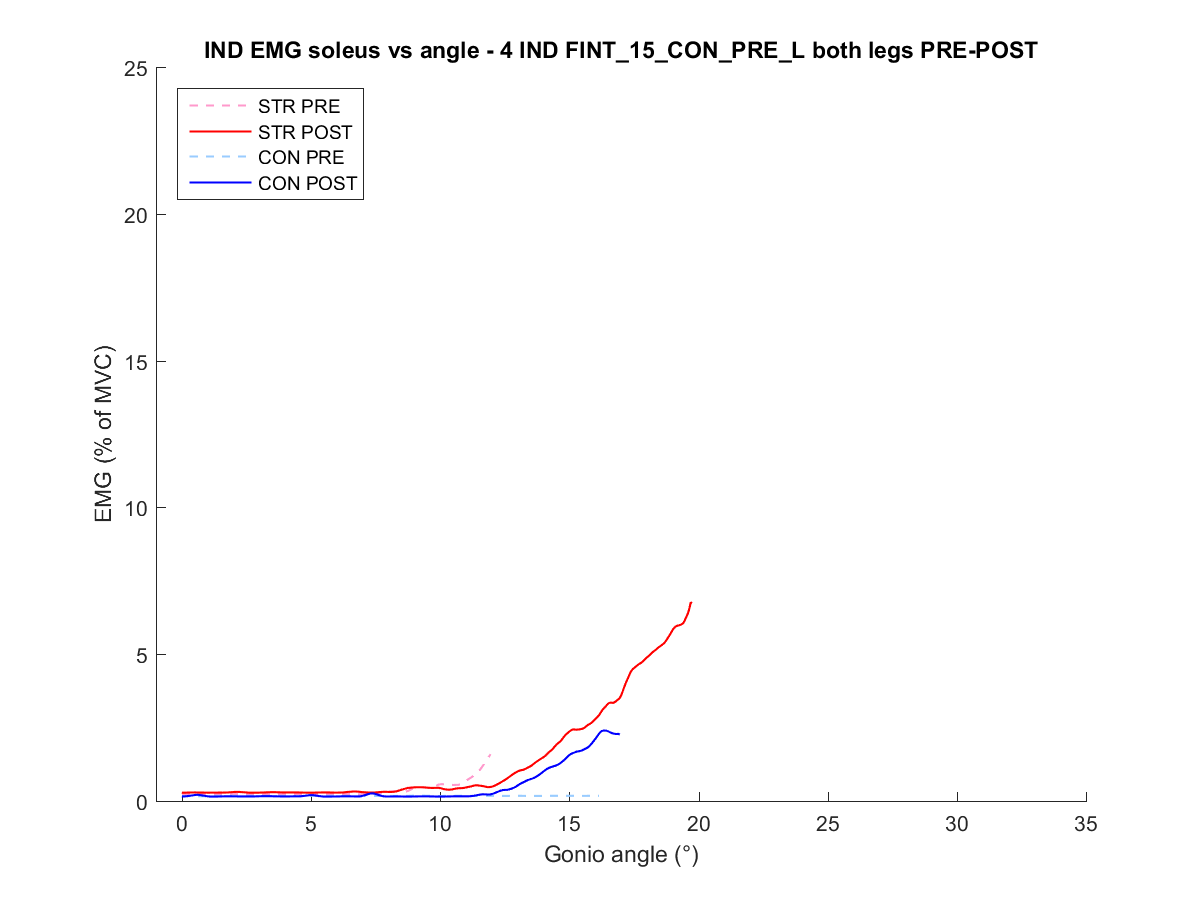 IND EMG soleus vs angle - 4 IND FINT_15_CON_PRE_L both legs PRE-POST
25
20
15
10
5
0
EMG (% of MVC)
STR PRE
STR POST
CON PRE
CON POST
0 5 10 15 20 25 30 35
Gonio angle (°)